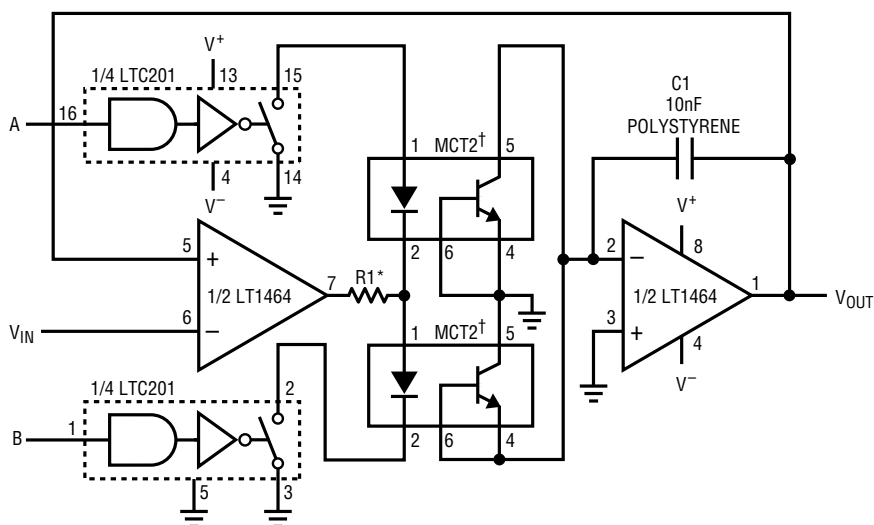 V+
1/4 LTC201
13
15
C1
10nF
POLYSTYRENE
A
16
1
MCT2†
5
4
14
V−
V+
5
+
2
6
4
2
−
8
7
R1*
1/2 LT1464
1/2 LT1464
1
VOUT
VIN
6
−
1
MCT2†
5
3
+
4
V−
1/4 LTC201
2
B
1
2
6
4
5
3